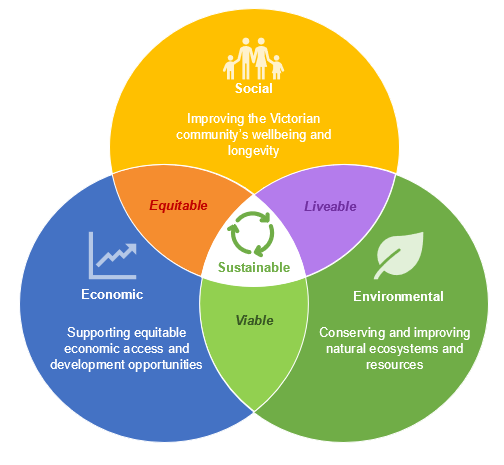 Social
Improving the Victorian
community's wellbeing and
longevity
Equitable
Liveable
Sustainable
Economic
Environmental
Viable
Supporting equitable
economic access and
development opportunities
Conserving and improving
natural ecosystems and
resources